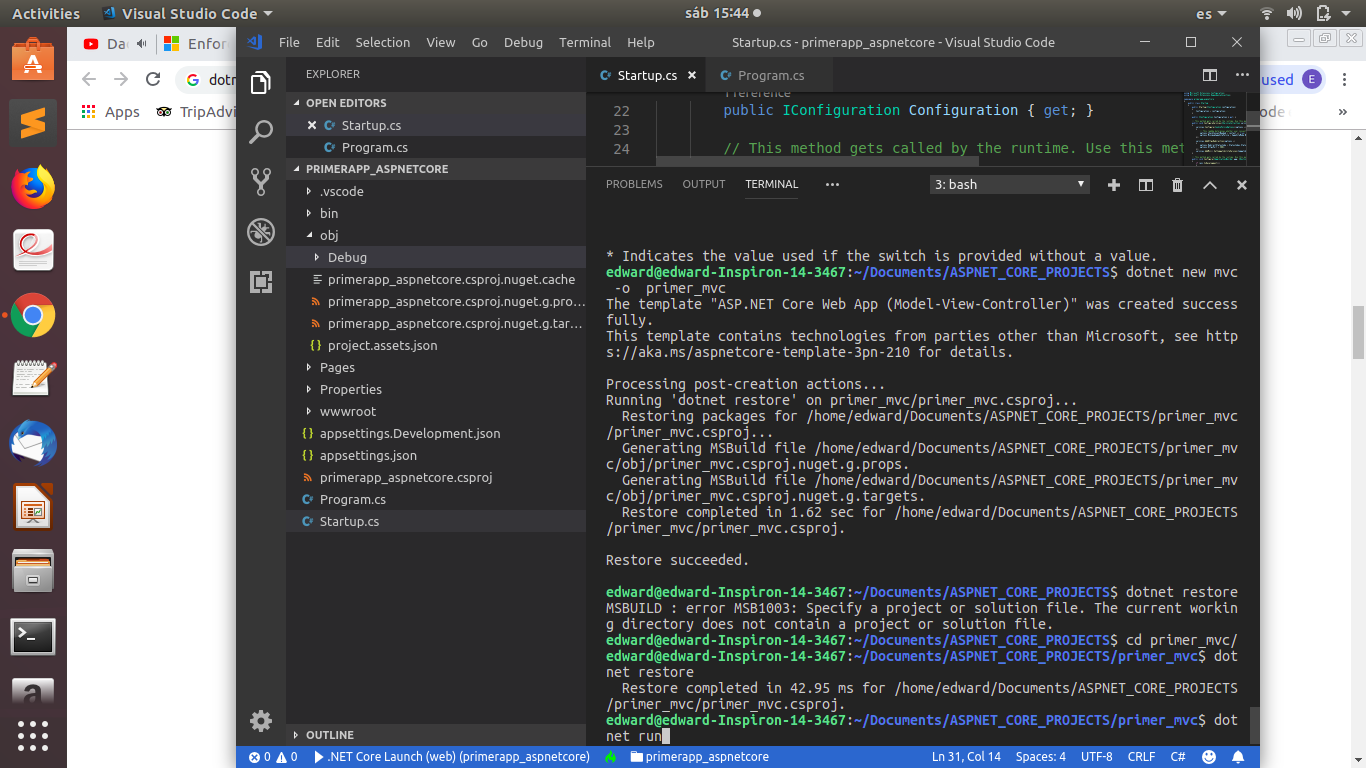 Activities
Visual Studio Code
sáb 15:44
es
Da
Enfor
dotn
used
E
Apps
TripAdvi
ode
»
File Edit Selection View Go Debug Terminal Help
Startup.cs - primerapp_aspnetcore - Visual Studio Code
EXPLORER
OPEN EDITORS
Startup.cs
Program.cs
PRIMERAPP_ASPNETCORE
.vscode
bin
obj
Debug
primerapp_aspnetcore.csproj.nuget.cache
primerapp_aspnetcore.csproj.nuget.g.pro...
primerapp_aspnetcore.csproj.nuget.g.tar...
project.assets.json
Pages
Properties
wwwroot
appsettings.Development.json
appsettings.json
primerapp_aspnetcore.csproj
Program.cs
Startup.cs
OUTLINE
Startup.cs
Program.cs
1 reference
22 public IConfiguration Configuration { get; }
23
24 // This method gets called by the runtime. Use this met
PROBLEMS OUTPUT TERMINAL ••• 3: bash
* Indicates the value used if the switch is provided without a value.
edward@edward-Inspiron-14-3467:~/Documents/ASPNET_CORE_PROJECTS$ dotnet new mvc
-o  primer_mvc
The template "ASP.NET Core Web App (Model-View-Controller)" was created success
fully.
This template contains technologies from parties other than Microsoft, see http
s://aka.ms/aspnetcore-template-3pn-210 for details.
Processing post-creation actions...
Running 'dotnet restore' on primer_mvc/primer_mvc.csproj...
Restoring packages for /home/edward/Documents/ASPNET_CORE_PROJECTS/primer_mvc
/primer_mvc.csproj...
Generating MSBuild file /home/edward/Documents/ASPNET_CORE_PROJECTS/primer_mv
c/obj/primer_mvc.csproj.nuget.g.props.
Generating MSBuild file /home/edward/Documents/ASPNET_CORE_PROJECTS/primer_mv
c/obj/primer_mvc.csproj.nuget.g.targets.
Restore completed in 1.62 sec for /home/edward/Documents/ASPNET_CORE_PROJECTS
/primer_mvc/primer_mvc.csproj.
Restore succeeded.
edward@edward-Inspiron-14-3467:~/Documents/ASPNET_CORE_PROJECTS$ dotnet restore
MSBUILD : error MSB1003: Specify a project or solution file. The current workin
g directory does not contain a project or solution file.
edward@edward-Inspiron-14-3467:~/Documents/ASPNET_CORE_PROJECTS$ cd primer_mvc/
edward@edward-Inspiron-14-3467:~/Documents/ASPNET_CORE_PROJECTS/primer_mvc$ dot
net restore
Restore completed in 42.95 ms for /home/edward/Documents/ASPNET_CORE_PROJECTS
/primer_mvc/primer_mvc.csproj.
edward@edward-Inspiron-14-3467:~/Documents/ASPNET_CORE_PROJECTS/primer_mvc$ dot
net run
0 0 .NET Core Launch (web) (primerapp_aspnetcore) primerapp_aspnetcore Ln 31, Col 14 Spaces: 4 UTF-8 CRLF C#